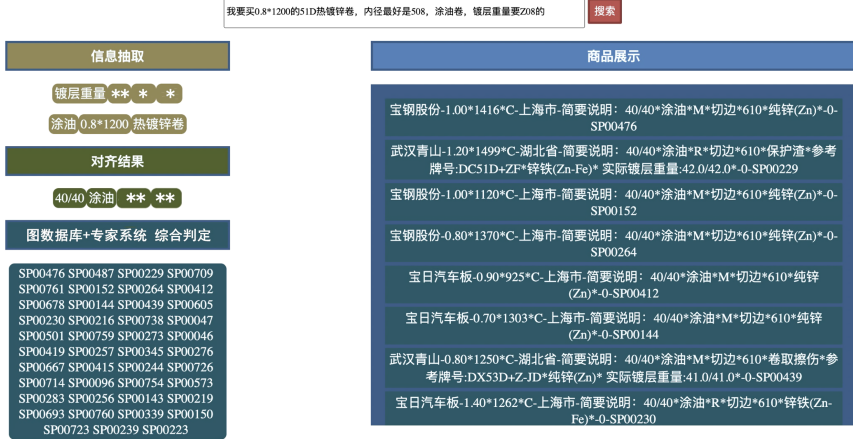 我要买0.8*1200的51D热镀锌卷，内径最好是508，涂油卷，镀层重量要Z08的
搜索
信息抽取
镀层重量 ** * *
涂油 0.8*1200 热镀锌卷
对齐结果
40/40 涂油 ** **
图数据库+专家系统 综合判定
SP00476 SP00487 SP00229 SP00709
SP00761 SP00152 SP00264 SP00412
SP00678 SP00144 SP00439 SP00605
SP00230 SP00216 SP00738 SP00047
SP00501 SP00759 SP00273 SP00046
SP00419 SP00257 SP00345 SP00276
SP00667 SP00415 SP00244 SP00726
SP00714 SP00096 SP00754 SP00573
SP00283 SP00256 SP00143 SP00219
SP00693 SP00760 SP00339 SP00150
SP00723 SP00239 SP00223
商品展示
宝钢股份-1.00*1416*C-上海市-简要说明：40/40*涂油*M*切边*610*纯锌(Zn)*-0-
SP00476
武汉青山-1.20*1499*C-湖北省-简要说明：40/40*涂油*R*切边*610*保护渣*参考
牌号:DC51D+ZF*锌铁(Zn-Fe)* 实际镀层重量:42.0/42.0*-0-SP00229
宝钢股份-1.00*1120*C-上海市-简要说明：40/40*涂油*M*切边*610*纯锌(Zn)*-0-
SP00152
宝钢股份-0.80*1370*C-上海市-简要说明：40/40*涂油*M*切边*610*纯锌(Zn)*-0-
SP00264
宝日汽车板-0.90*925*C-上海市-简要说明：40/40*涂油*M*切边*610*纯锌
(Zn)*-0-SP00412
宝日汽车板-0.70*1303*C-上海市-简要说明：40/40*涂油*M*切边*610*纯锌
(Zn)*-0-SP00144
武汉青山-0.80*1250*C-湖北省-简要说明：40/40*涂油*M*切边*610*卷取擦伤*参
考牌号:DX53D+Z-JD*纯锌(Zn)* 实际镀层重量:41.0/41.0*-0-SP00439
宝日汽车板-1.40*1262*C-上海市-简要说明：40/40*涂油*R*切边*610*锌铁(Zn-
Fe)*-0-SP00230